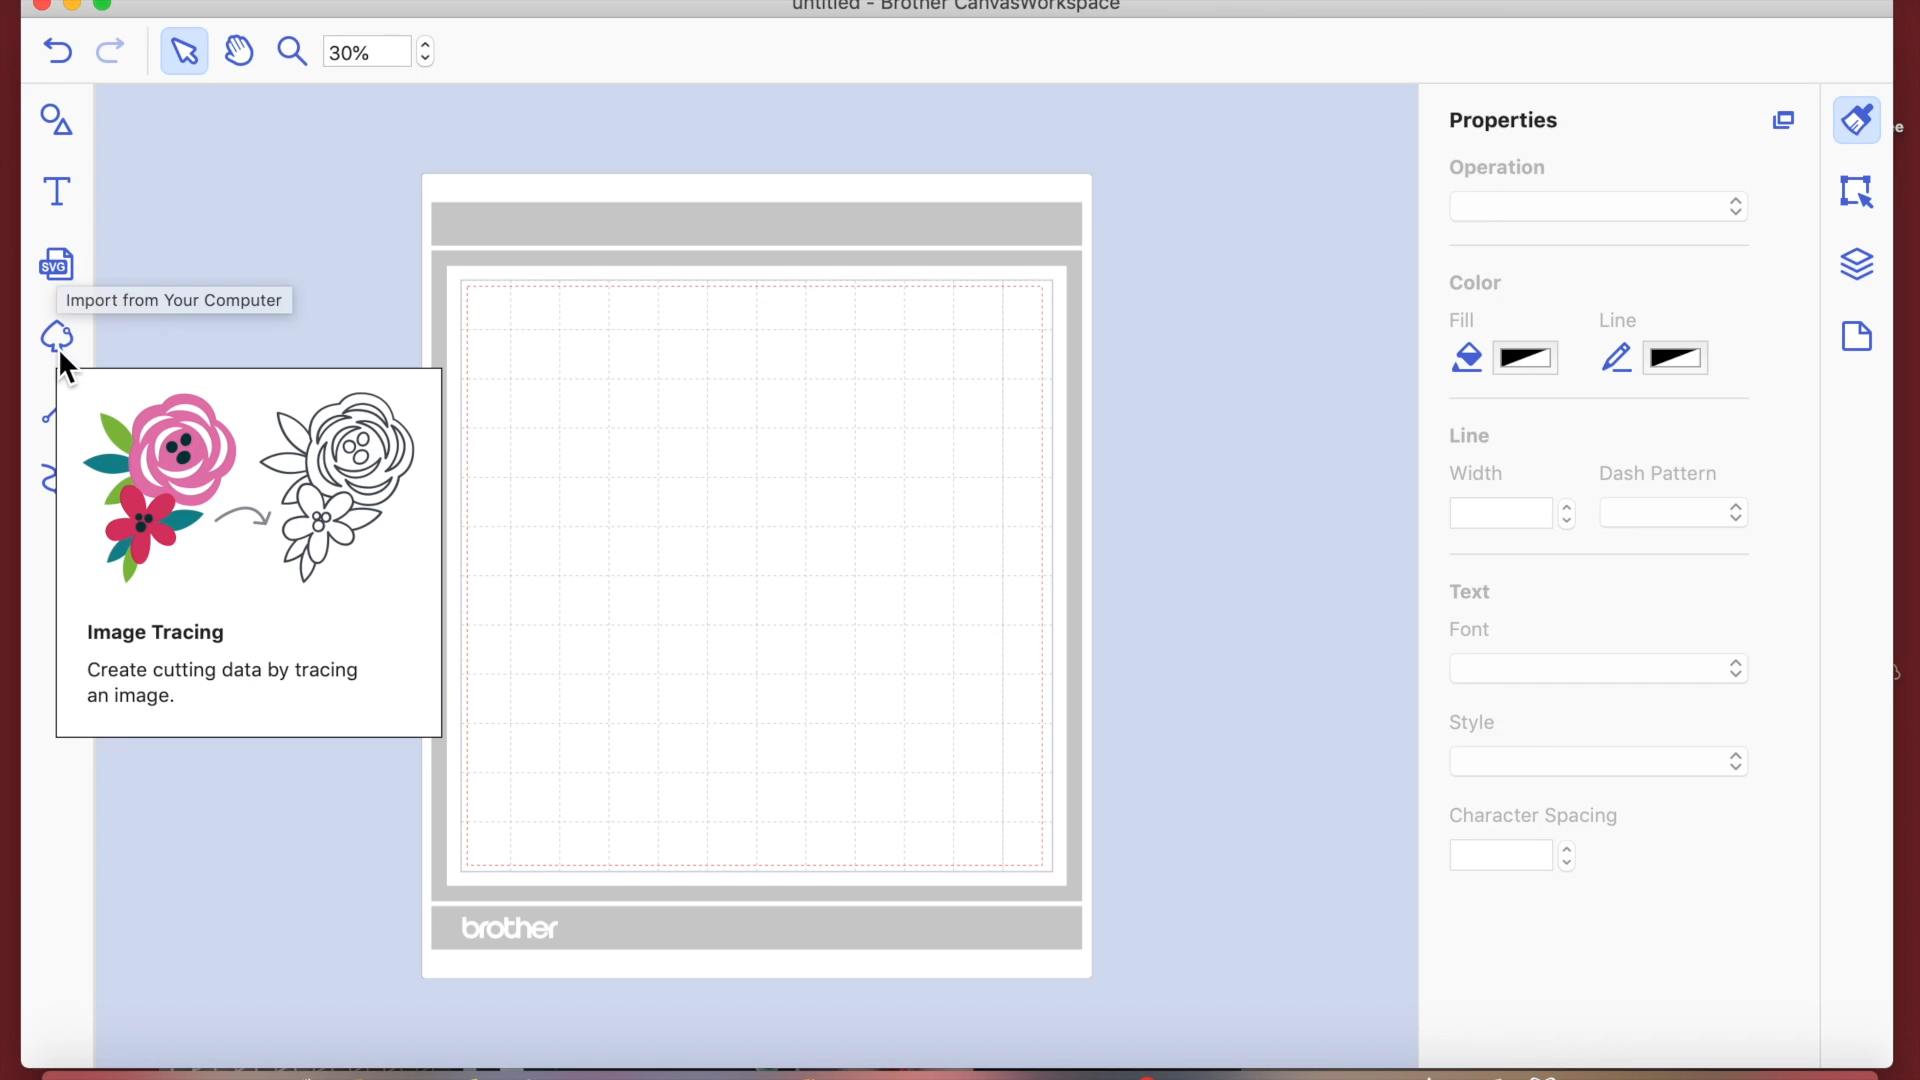 untitled - Brother CanvasWorkspace
30%
SVG
Import from Your Computer
Image Tracing
Create cutting data by tracing
an image.
brother
Properties
Operation
Color
Fill
Line
Line
Width
Dash Pattern
Text
Font
Style
Character Spacing